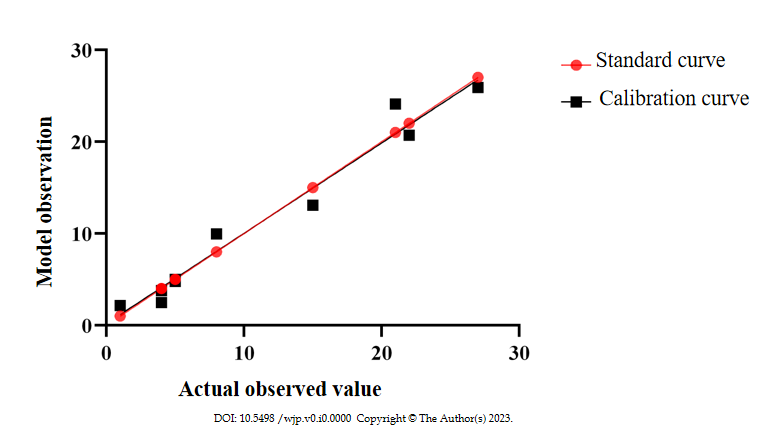 30
20
10
0
0 10 20 30
Model observation
Actual observed value
Standard curve
Calibration curve
DOI: 10.5498 /wjp.v0.i0.0000 Copyright © The Author(s) 2023.